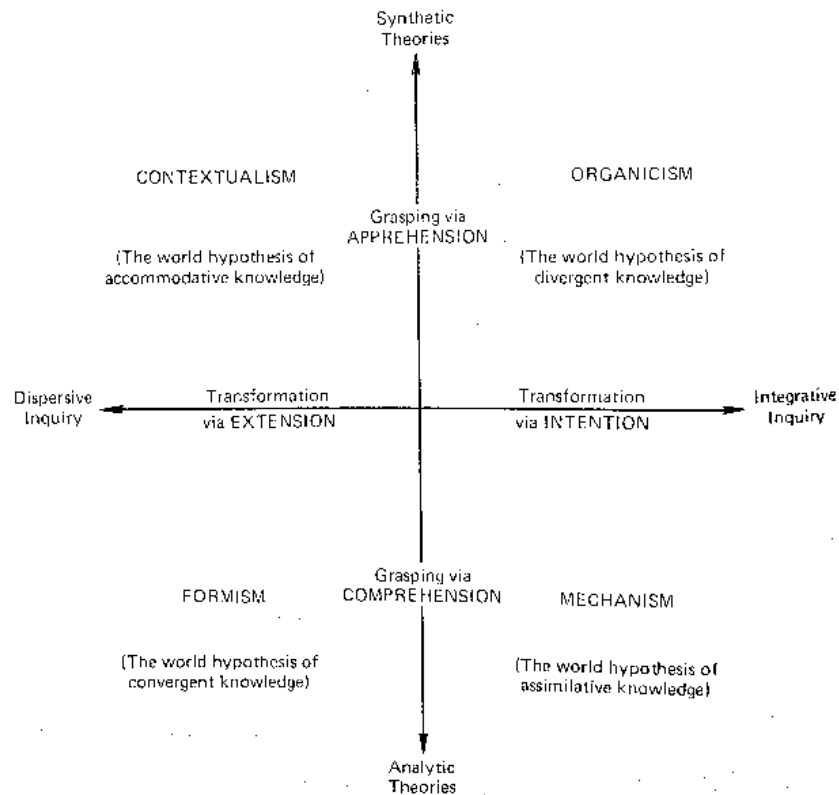 Synthetic
Theories
CONTEXTUALISM
ORGANICISM
Grasping via
APPREHENSION
(The world hypothesis of
accommodative knowledge)
(The world hypothesis of
divergent knowledge)
Dispersive
Inquiry
Transformation
via EXTENSION
Transformation
via INTENTION
Integrative
Inquiry
Grasping via
COMPREHENSION
FORMISM
MECHANISM
(The world hypothesis of
convergent knowledge)
(The world hypothesis of
assimilative knowledge)
Analytic
Theories